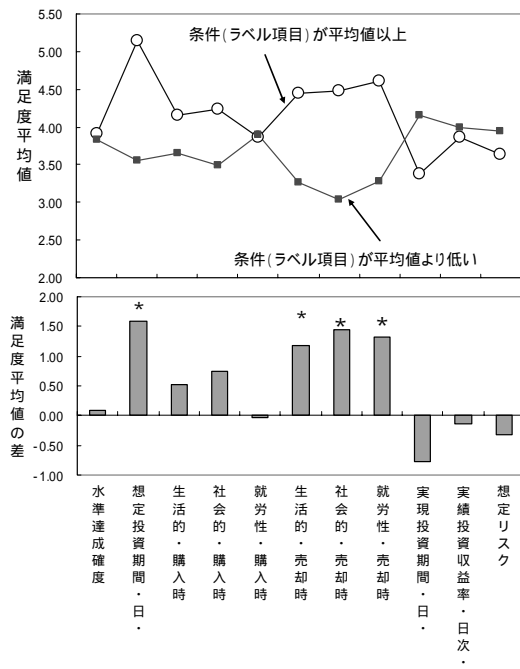 5.50
5.00
4.50
4.00
3.50
3.00
2.50
2.00
満足度平均値
条件(ラベル項目)が平均値以上
条件(ラベル項目)が平均値より低い
2.00
1.50
1.00
0.50
0.00
-0.50
-1.00
満足度平均値の差
*
*
*
*
水準達成確度
想定投資期間・日・
生活的・購入時
社会的・購入時
就労性・購入時
生活的・売却時
社会的・売却時
就労性・売却時
実現投資期間・日・
実績投資収益率・日次・
想定リスク